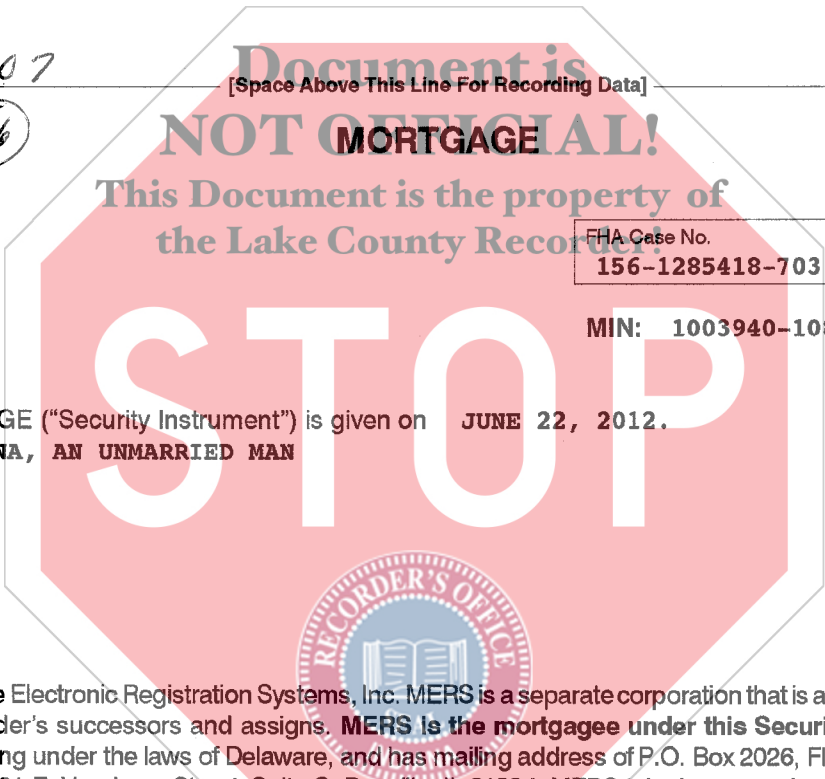 07
Document is
[Space Above This Line For Recording Data]
NOT OFFICIAL!
MORTGAGE
This Document is the property of
the Lake County Recorder!
FHA Case No.
156-1285418-703
MIN: 1003940-10
GE (“Security Instrument”) is given on JUNE 22, 2012.
NA, AN UNMARRIED MAN
STOP
RECORDER'S OFFICE
e Electronic Registration Systems, Inc. MERS is a separate corporation that is a
der's successors and assigns. MERS is the mortgagee under this Securi
ng under the laws of Delaware, and has mailing address of P.O. Box 2026, Fl